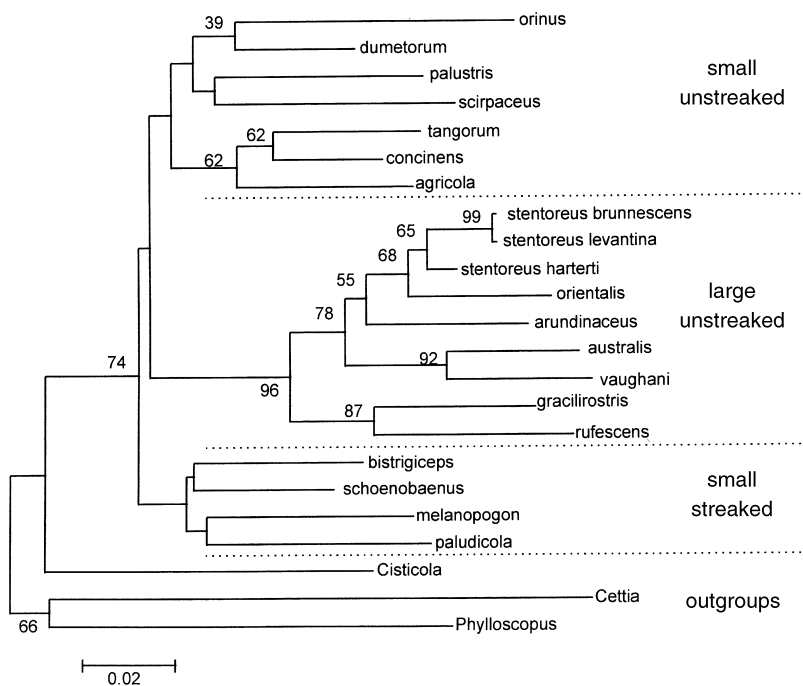 39
orinus
dumetorum
palustris
scirpaceus
small
unstreaked
62
tangorum
62
concinens
agricola
99
stentoreus brunnescens
65
stentoreus levantina
68
stentoreus harterti
55
orientalis
78
arundinaceus
large
unstreaked
australis
92
vaughani
74
96
87
gracilirostris
rufescens
bistrigiceps
schoenobaenus
melanopogon
paludicola
small
streaked
Cisticola
Cettia
outgroups
66
Phylloscopus
0.02